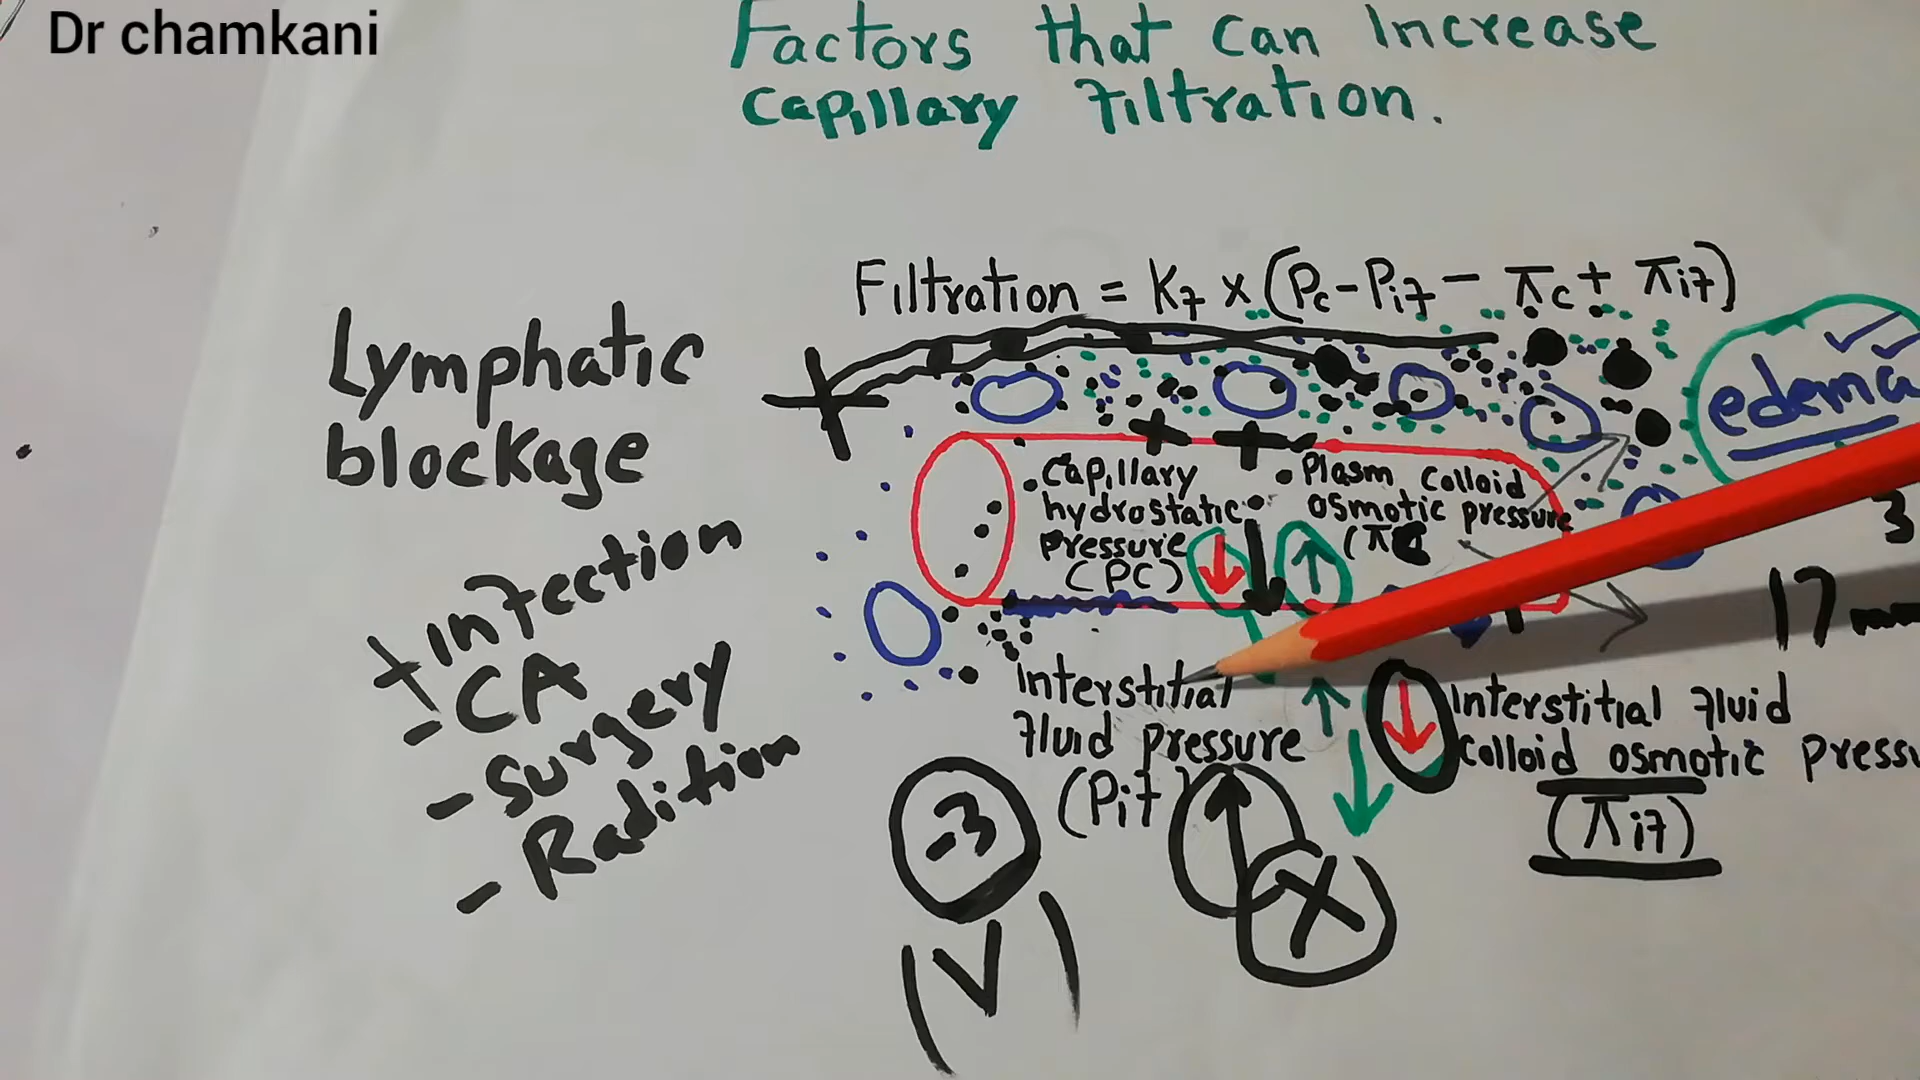 Dr chamkani
Factors that can Increase
Capillary Filtration.
Filtration = Kf x (Pc - Pif - πc + πif)
Lymphatic
blockage
edema
Capillary
hydrostatic
pressure
(PC)
Plasm Colloid
osmotic pressure
(πC
3
17 mm
+ Infection
- CA
- Surgery
- Radition
Interstitial
fluid pressure
(Pif)
Interstitial fluid
Colloid osmotic pressu
(πif)
-3
(V)
X